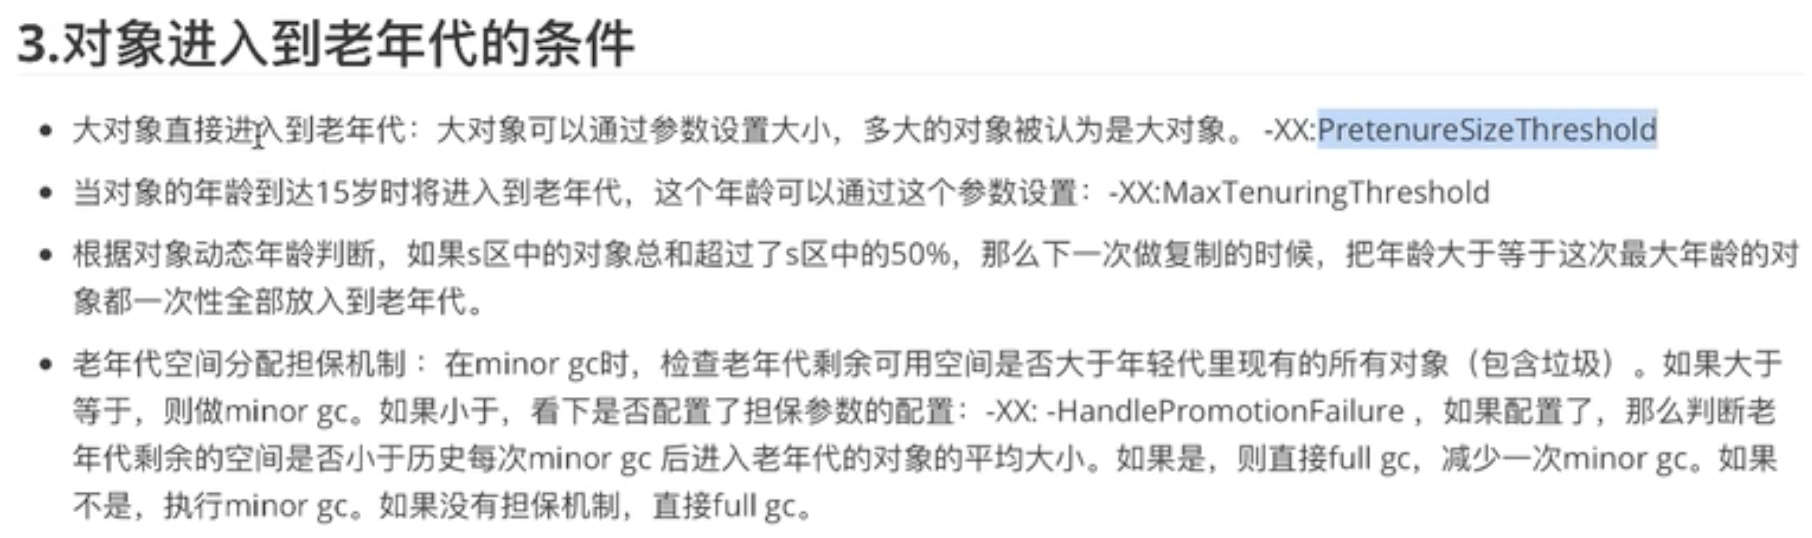 3.对象进入到老年代的条件
大对象直接进入到老年代：大对象可以通过参数设置大小，多大的对象被认为是大对象。 -XX:PretenureSizeThreshold
当对象的年龄到达15岁时将进入到老年代，这个年龄可以通过这个参数设置：-XX:MaxTenuringThreshold
根据对象动态年龄判断，如果s区中的对象总和超过了s区中的50%，那么下一次做复制的时候，把年龄大于等于这次最大年龄的对
象都一次性全部放入到老年代。
老年代空间分配担保机制 ：在minor gc时，检查老年代剩余可用空间是否大于年轻代里现有的所有对象（包含垃圾）。如果大于
等于，则做minor gc。如果小于，看下是否配置了担保参数的配置：-XX: -HandlePromotionFailure ，如果配置了，那么判断老
年代剩余的空间是否小于历史每次minor gc 后进入老年代的对象的平均大小。如果是，则直接full gc，减少一次minor gc。如果
不是，执行minor gc。如果没有担保机制，直接full gc。